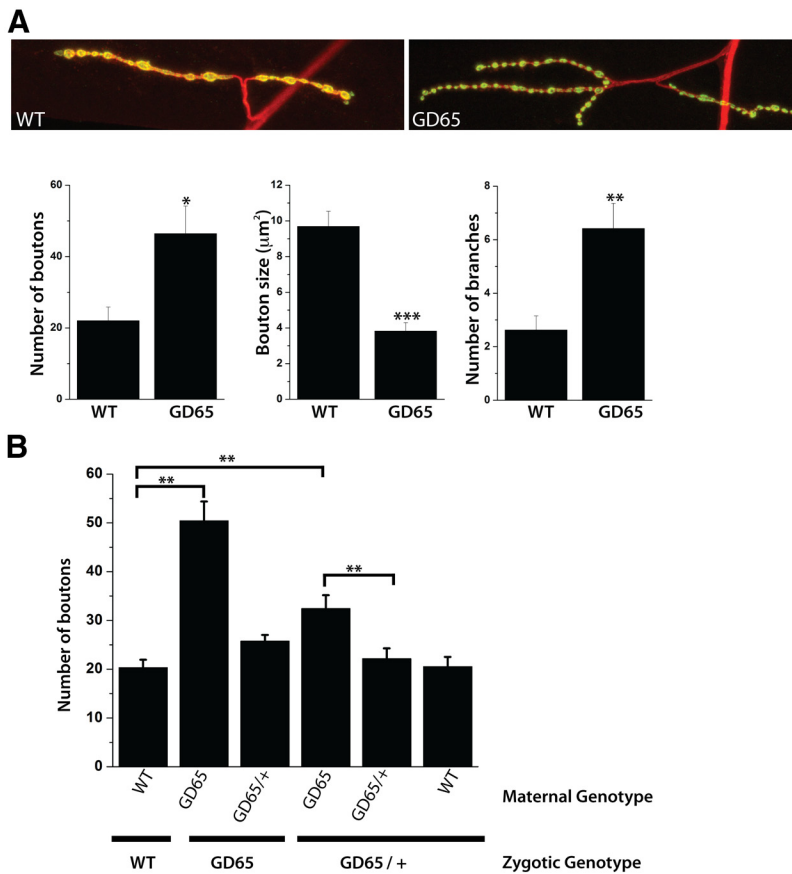 A
WT
GD65
Number of boutons
60
40
20
0
*
WT
GD65
Bouton size (μm²)
12
10
8
6
4
2
0
***
WT
GD65
Number of branches
8
6
4
2
0
**
WT
GD65
B
Number of boutons
60
50
40
30
20
10
0
**
**
**
WT
GD65
GD65/+
GD65
GD65/+
WT
Maternal Genotype
WT
GD65
GD65 / +
Zygotic Genotype